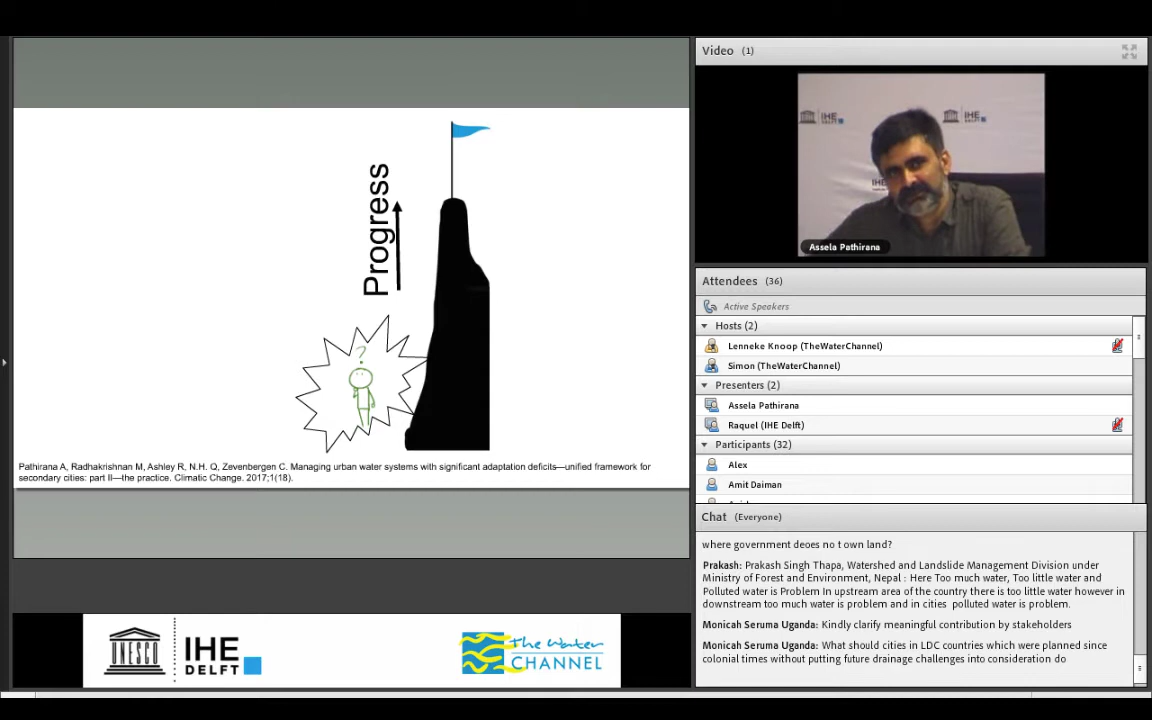 Progress
?
Pathirana A, Radhakrishnan M, Ashley R, N.H. Q, Zevenbergen C. Managing urban water systems with significant adaptation deficits—unified framework for
secondary cities: part II—the practice. Climatic Change. 2017;1(18).
UNESCO
IHE
DELFT
The Water
CHANNEL
Video (1)
IHE
DELFT
IHE
DELFT
Assela Pathirana
Attendees (36)
Active Speakers
Hosts (2)
Lenneke Knoop (TheWaterChannel)
Simon (TheWaterChannel)
Presenters (2)
Assela Pathirana
Raquel (IHE Delft)
Participants (32)
Alex
Amit Daiman
Chat (Everyone)
where government deoes no t own land?
Prakash: Prakash Singh Thapa, Watershed and Landslide Management Division under
Ministry of Forest and Environment, Nepal : Here Too much water, Too little water and
Polluted water is Problem In upstream area of the country there is too little water however in
downstream too much water is problem and in cities polluted water is problem.
Monicah Seruma Uganda: Kindly clarify meaningful contribution by stakeholders
Monicah Seruma Uganda: What should cities in LDC countries which were planned since
colonial times without putting future drainage challenges into consideration do